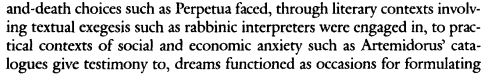 and-death choices such as Perpetua faced, through literary contexts involv-
ing textual exegesis such as rabbinic interpreters were engaged in, to prac-
tical contexts of social and economic anxiety such as Artemidorus' cata-
logues give testimony to, dreams functioned as occasions for formulating